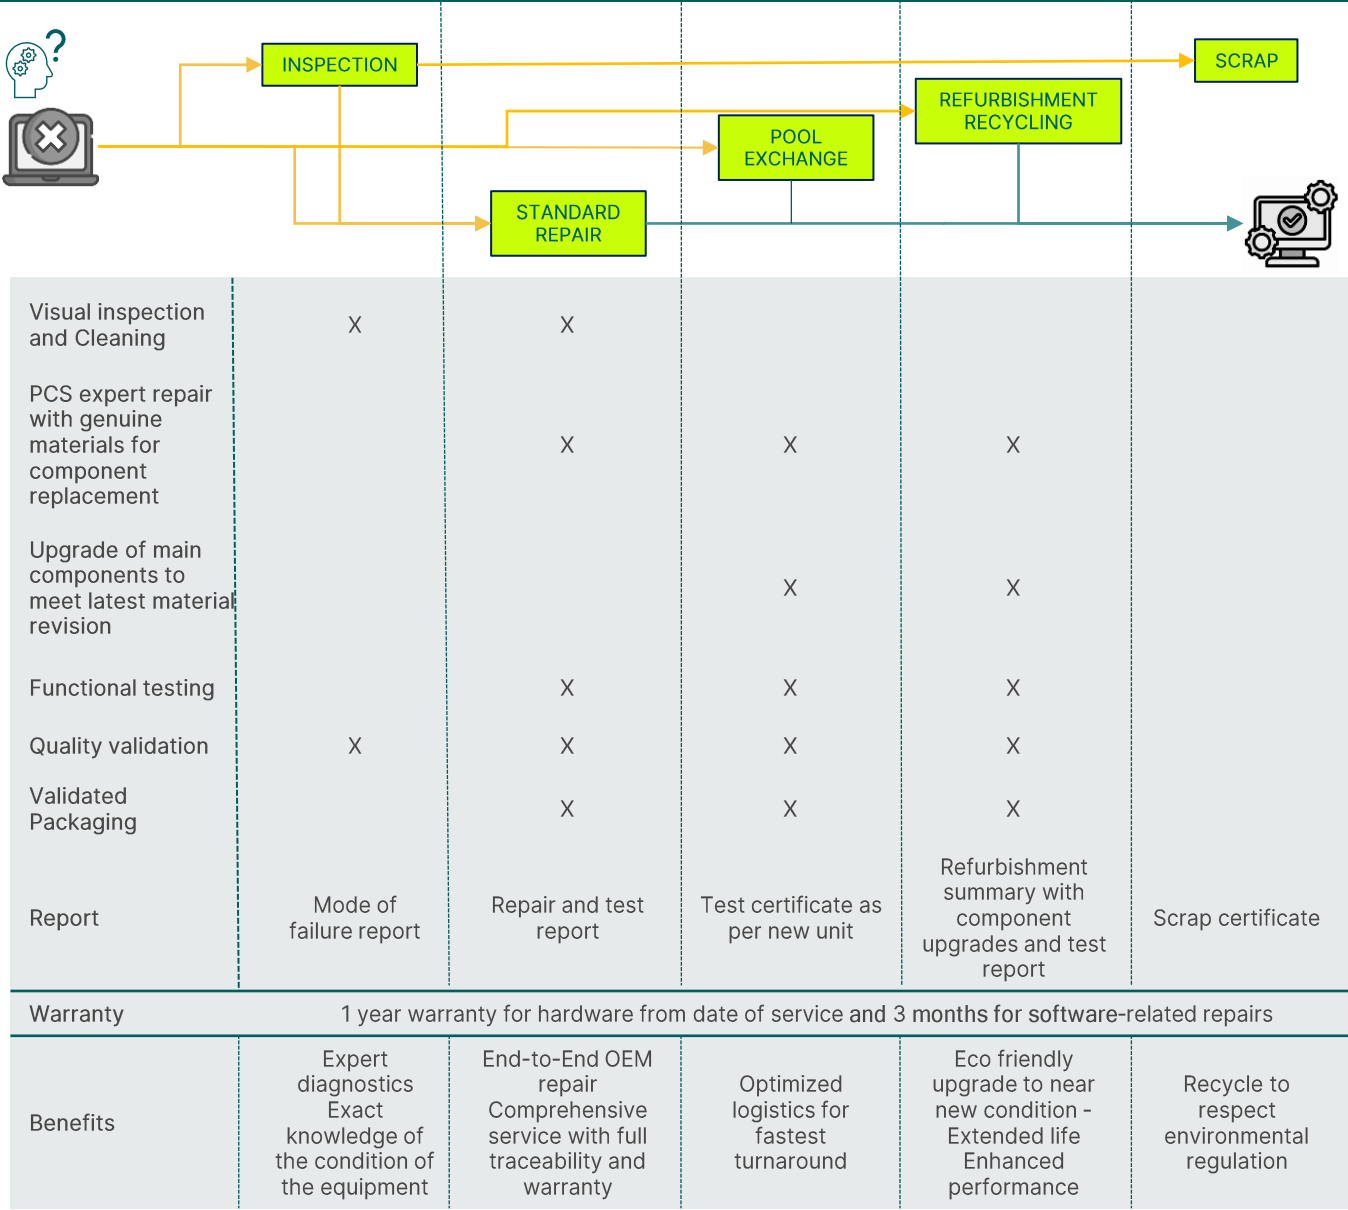 ?
INSPECTION
SCRAP
REFURBISHMENT
RECYCLING
POOL
EXCHANGE
STANDARD
REPAIR
Visual inspection
and Cleaning
X X
PCS expert repair
with genuine
materials for
component
replacement
X X X
Upgrade of main
components to
meet latest material
revision
X X
Functional testing X X X
Quality validation X X X X
Validated
Packaging
X X X
Report
Mode of
failure report
Repair and test
report
Test certificate as
per new unit
Refurbishment
summary with
component
upgrades and test
report
Scrap certificate
Warranty 1 year warranty for hardware from date of service and 3 months for software-related repairs
Benefits
Expert
diagnostics
Exact
knowledge of
the condition of
the equipment
End-to-End OEM
repair
Comprehensive
service with full
traceability and
warranty
Optimized
logistics for
fastest
turnaround
Eco friendly
upgrade to near
new condition -
Extended life
Enhanced
performance
Recycle to
respect
environmental
regulation